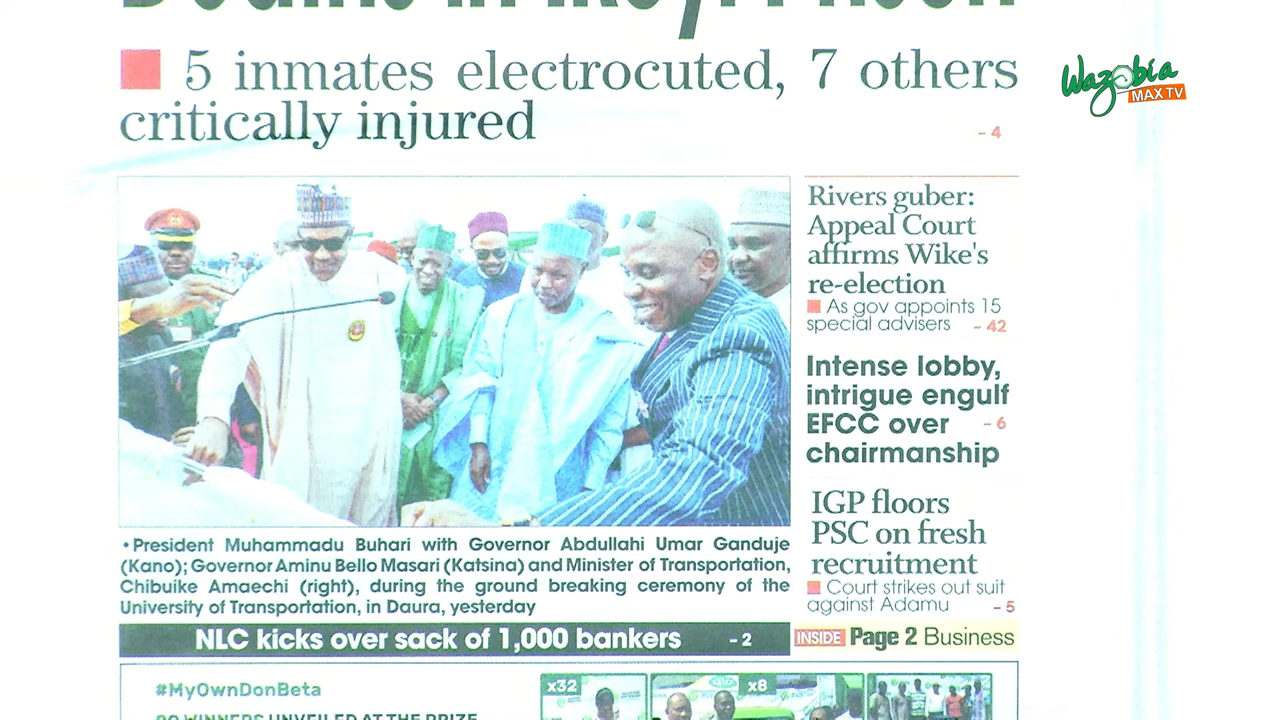 5 inmates electrocuted, 7 others
critically injured
- 4
Wazobia
MAX TV
Rivers guber:
Appeal Court
affirms Wike's
re-election
As gov appoints 15
special advisers - 42
Intense lobby,
intrigue engulf
EFCC over - 6
chairmanship
IGP floors
PSC on fresh
recruitment
Court strikes out suit
against Adamu - 5
•President Muhammadu Buhari with Governor Abdullahi Umar Ganduje
(Kano); Governor Aminu Bello Masari (Katsina) and Minister of Transportation,
Chibuike Amaechi (right), during the ground breaking ceremony of the
University of Transportation, in Daura, yesterday
NLC kicks over sack of 1,000 bankers - 2
INSIDE Page 2 Business
#MyOwnDonBeta
x32
x8
WINNERS UNVEILED AT THE PRIZE